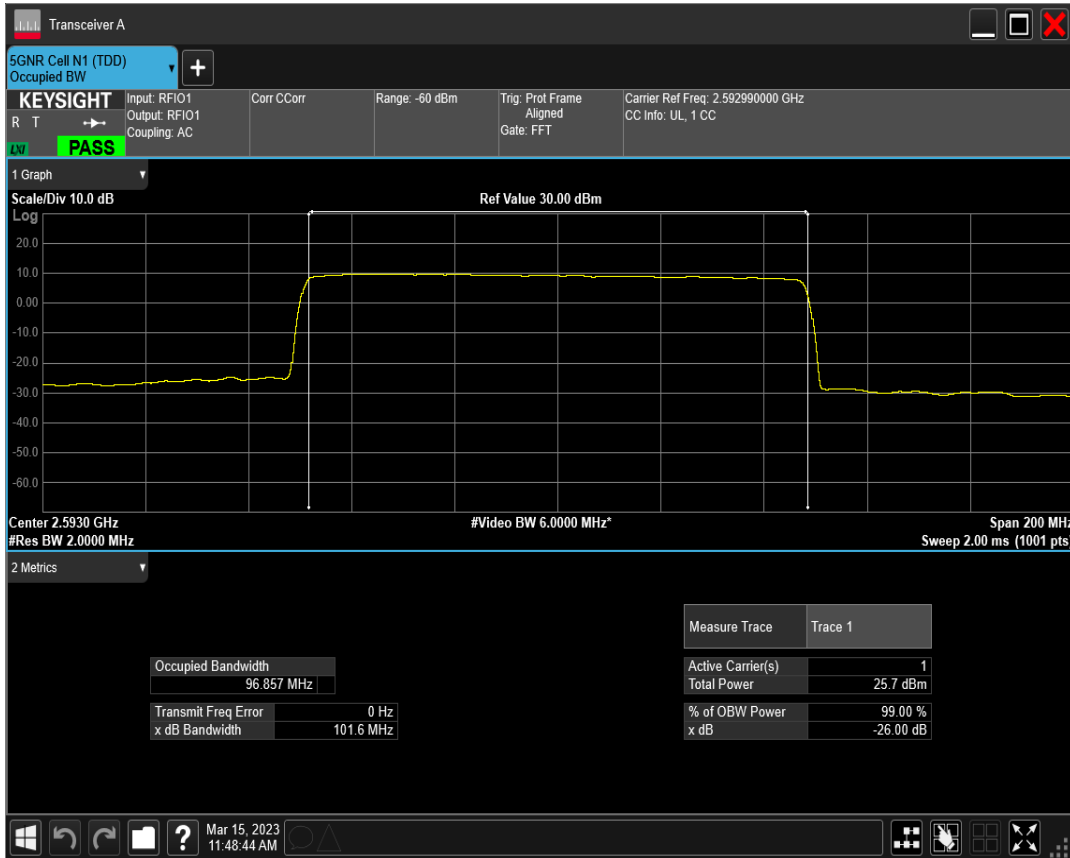 Transceiver A
5GNR Cell N1 (TDD)
Occupied BW
KEYSIGHT
R T
LXI
PASS
Input: RFIO1
Output: RFIO1
Coupling: AC
Corr CCorr
Range: -60 dBm
Trig: Prot Frame
Aligned
Gate: FFT
Carrier Ref Freq: 2.592990000 GHz
CC Info: UL, 1 CC
1 Graph
Scale/Div 10.0 dB
Ref Value 30.00 dBm
Log
20.0
10.0
0.00
-10.0
-20.0
-30.0
-40.0
-50.0
-60.0
Center 2.5930 GHz
#Video BW 6.0000 MHz*
Span 200 MHz
#Res BW 2.0000 MHz
Sweep 2.00 ms (1001 pts)
2 Metrics
Measure Trace Trace 1
Occupied Bandwidth
96.857 MHz
Active Carrier(s) 1
Total Power 25.7 dBm
Transmit Freq Error 0 Hz
x dB Bandwidth 101.6 MHz
% of OBW Power 99.00 %
x dB -26.00 dB
?
Mar 15, 2023
11:48:44 AM